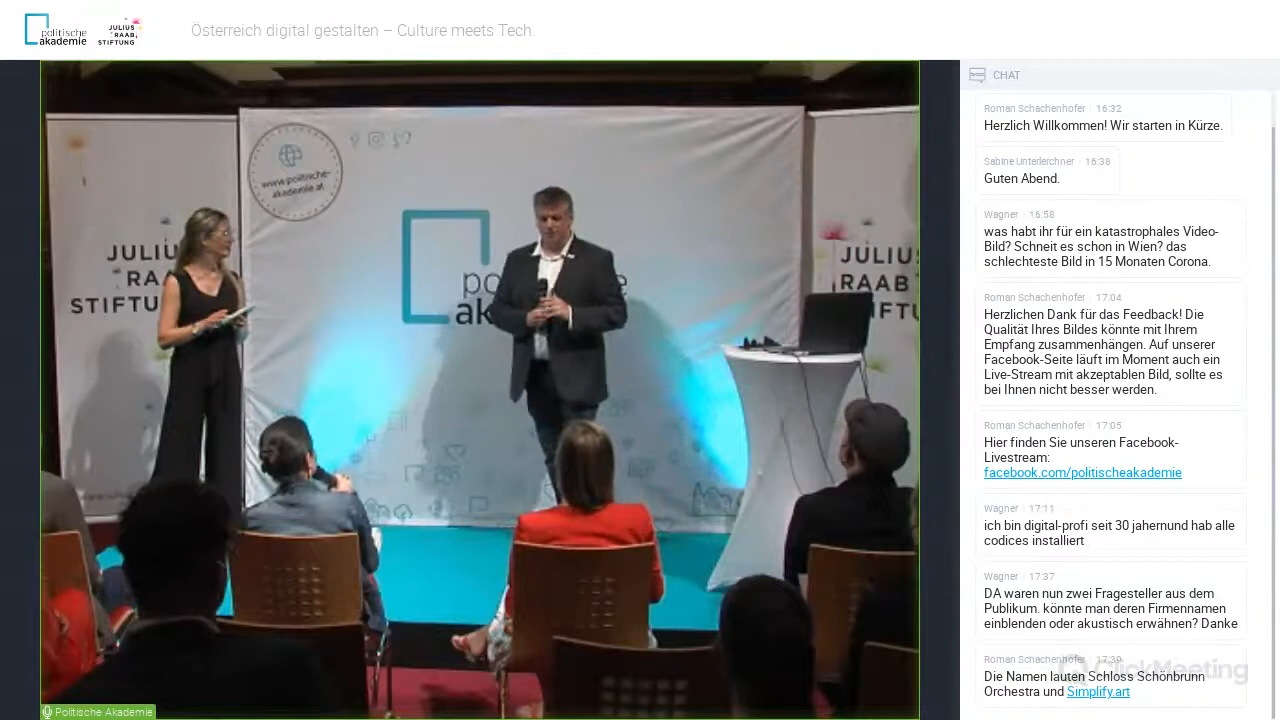 politische
akademie
JULIUS
RAAB
STIFTUNG
Österreich digital gestalten – Culture meets Tech.
www.politische-
akademie.at
JULIUS
RAAB
STIFTU
po
ak
JULIUS
RAAB
STIFTU
Politische Akademie
CHAT
Roman Schachenhofer 16:32
Herzlich Willkommen! Wir starten in Kürze.
Sabine Unterlerchner 16:38
Guten Abend.
Wagner 16:58
was habt ihr für ein katastrophales Video-
Bild? Schneit es schon in Wien? das
schlechteste Bild in 15 Monaten Corona.
Roman Schachenhofer 17:04
Herzlichen Dank für das Feedback! Die
Qualität Ihres Bildes könnte mit Ihrem
Empfang zusammenhängen. Auf unserer
Facebook-Seite läuft im Moment auch ein
Live-Stream mit akzeptablen Bild, sollte es
bei Ihnen nicht besser werden.
Roman Schachenhofer 17:05
Hier finden Sie unseren Facebook-
Livestream:
facebook.com/politischeakademie
Wagner 17:11
ich bin digital-profi seit 30 jahernund hab alle
codices installiert
Wagner 17:37
DA waren nun zwei Fragesteller aus dem
Publikum. könnte man deren Firmennamen
einblenden oder akustisch erwähnen? Danke
Roman Schachenhofer 17:39
Die Namen lauten Schloss Schönbrunn
Orchestra und Simplify.art
ClickMeeting